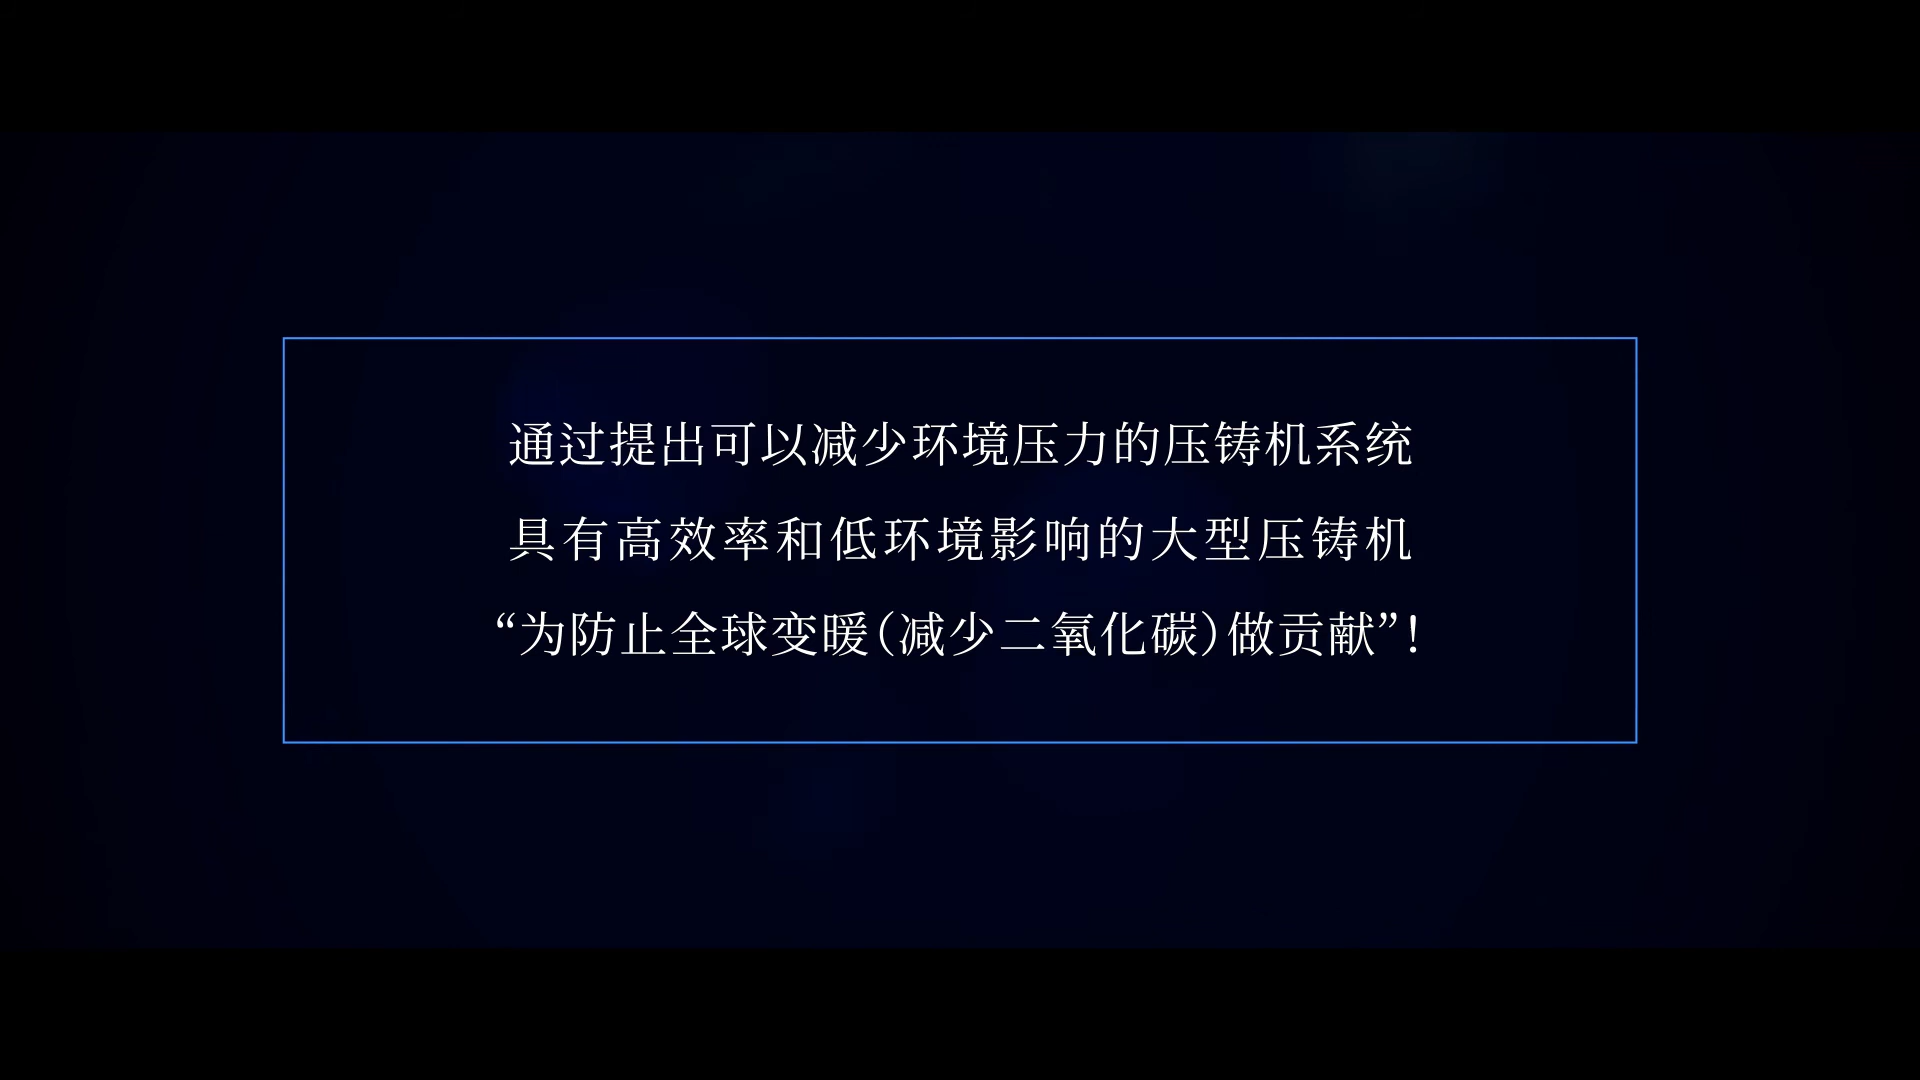 通过提出可以减少环境压力的压铸机系统
具有高效率和低环境影响的大型压铸机
“为防止全球变暖(减少二氧化碳)做贡献”!